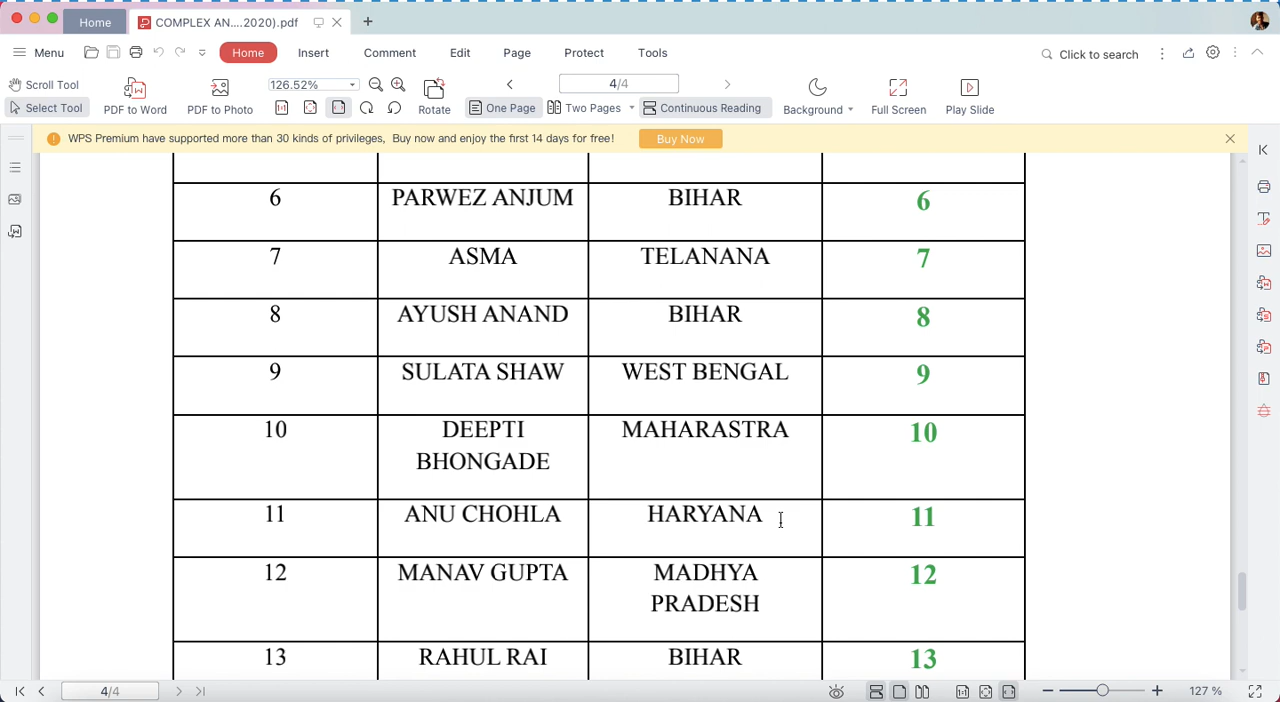 Home
COMPLEX AN....2020).pdf
Menu
Home
Insert
Comment
Edit
Page
Protect
Tools
Click to search
Scroll Tool
Select Tool
PDF to Word
PDF to Photo
126.52%
Rotate
4/4
One Page
Two Pages
Continuous Reading
Background
Full Screen
Play Slide
WPS Premium have supported more than 30 kinds of privileges, Buy now and enjoy the first 14 days for free!
Buy Now
6 PARWEZ ANJUM BIHAR 6
7 ASMA TELANANA 7
8 AYUSH ANAND BIHAR 8
9 SULATA SHAW WEST BENGAL 9
10 DEEPTI MAHARASTRA 10
BHONGADE
11 ANU CHOHLA HARYANA 11
12 MANAV GUPTA MADHYA 12
PRADESH
13 RAHUL RAI BIHAR 13
4/4
127 %